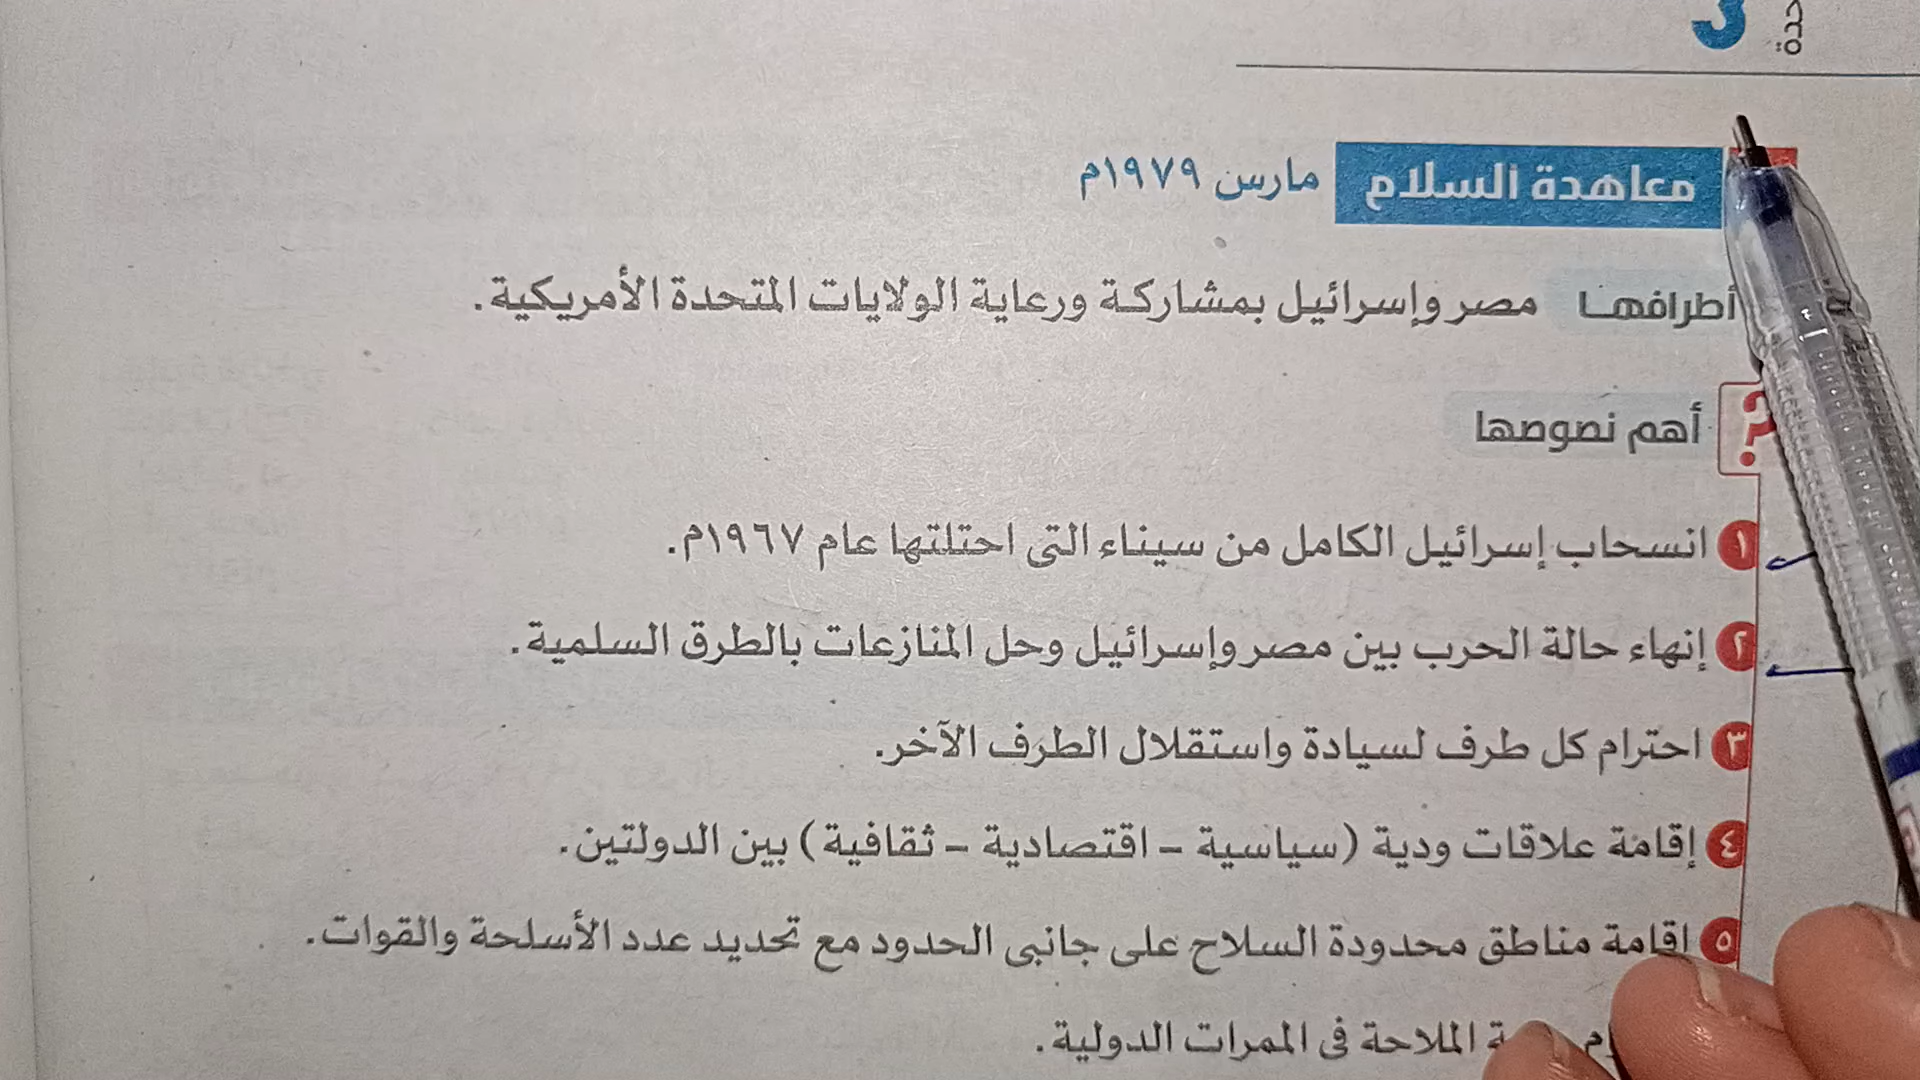 معاهدة السلام مارس ١٩٧٩م
أطرافها مصر وإسرائيل بمشاركة ورعاية الولايات المتحدة الأمريكية.
? أهم نصوصها
١ انسحاب إسرائيل الكامل من سيناء التى احتلتها عام ١٩٦٧م.
٢ إنهاء حالة الحرب بين مصر وإسرائيل وحل المنازعات بالطرق السلمية.
٣ احترام كل طرف لسيادة واستقلال الطرف الآخر.
٤ إقامة علاقات ودية (سياسية - اقتصادية - ثقافية) بين الدولتين.
٥ إقامة مناطق محدودة السلاح على جانبى الحدود مع تحديد عدد الأسلحة والقوات.
الملاحة فى الممرات الدولية.